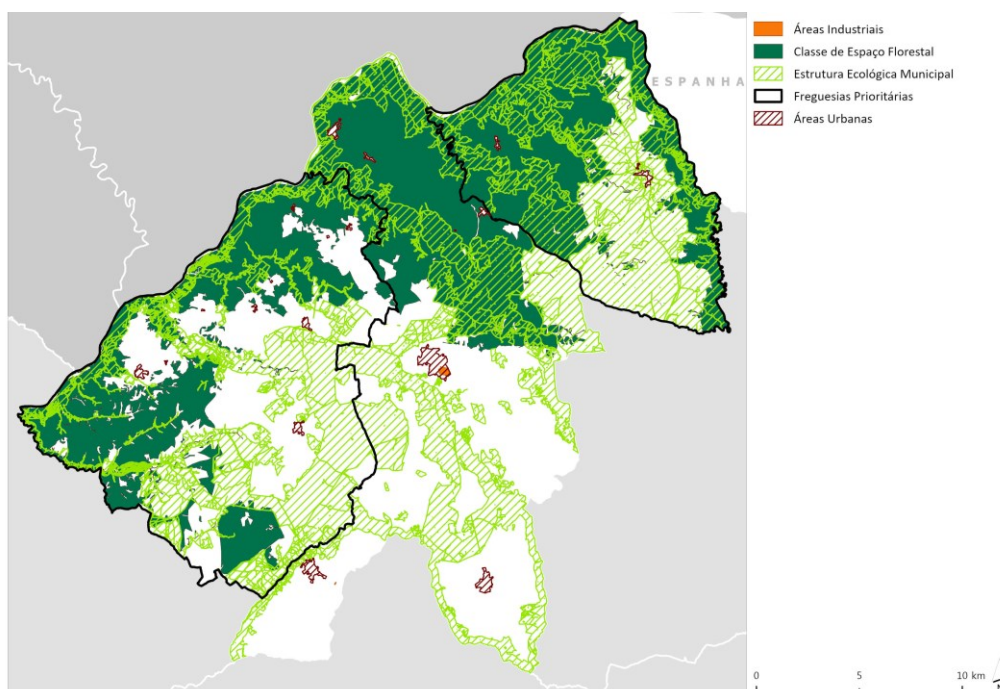 Áreas Industriais
Classe de Espaço Florestal
Estrutura Ecológica Municipal
Freguesias Prioritárias
Áreas Urbanas
ESPANHA
0 5 10 km